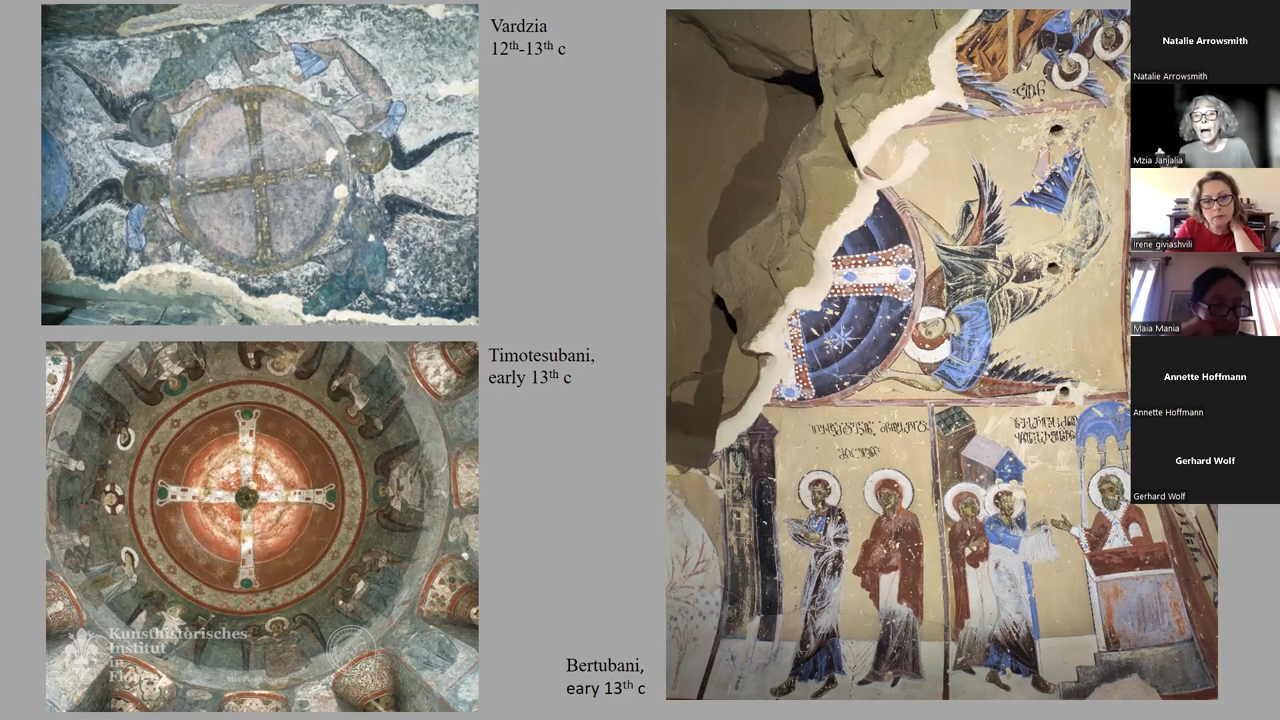 Vardzia
12th-13th c
Timotesubani,
early 13th c
Kunsthistorisches
Institut
in
Bertubani,
eary 13th c
Natalie Arrowsmith
Natalie Arrowsmith
Mzia Janjalia
Irene giviashvili
Maia Mania
Annette Hoffmann
Annette Hoffmann
Gerhard Wolf
Gerhard Wolf